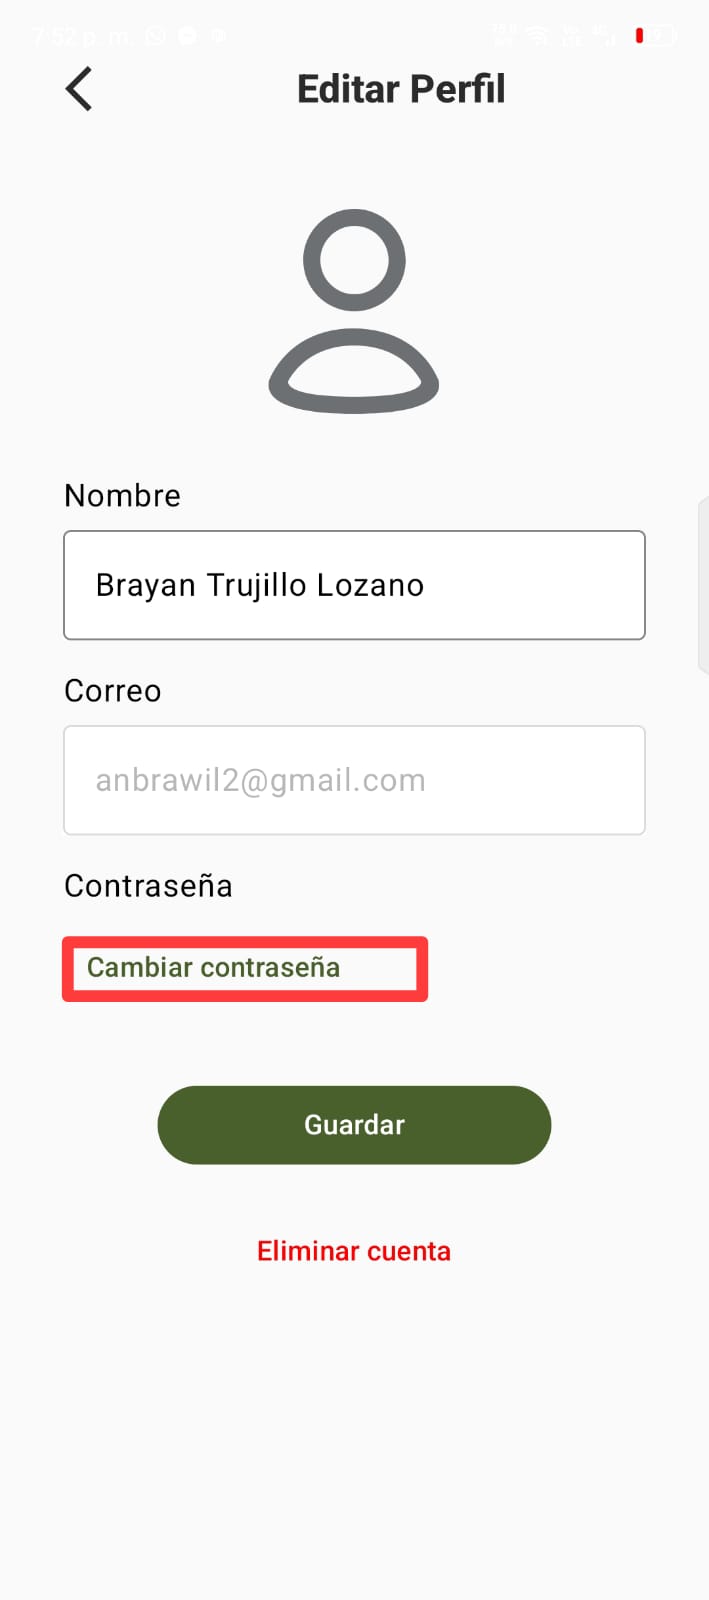 7:52 p. m.
Editar Perfil
Nombre
Brayan Trujillo Lozano
Correo
anbrawil2@gmail.com
Contraseña
Cambiar contraseña
Guardar
Eliminar cuenta